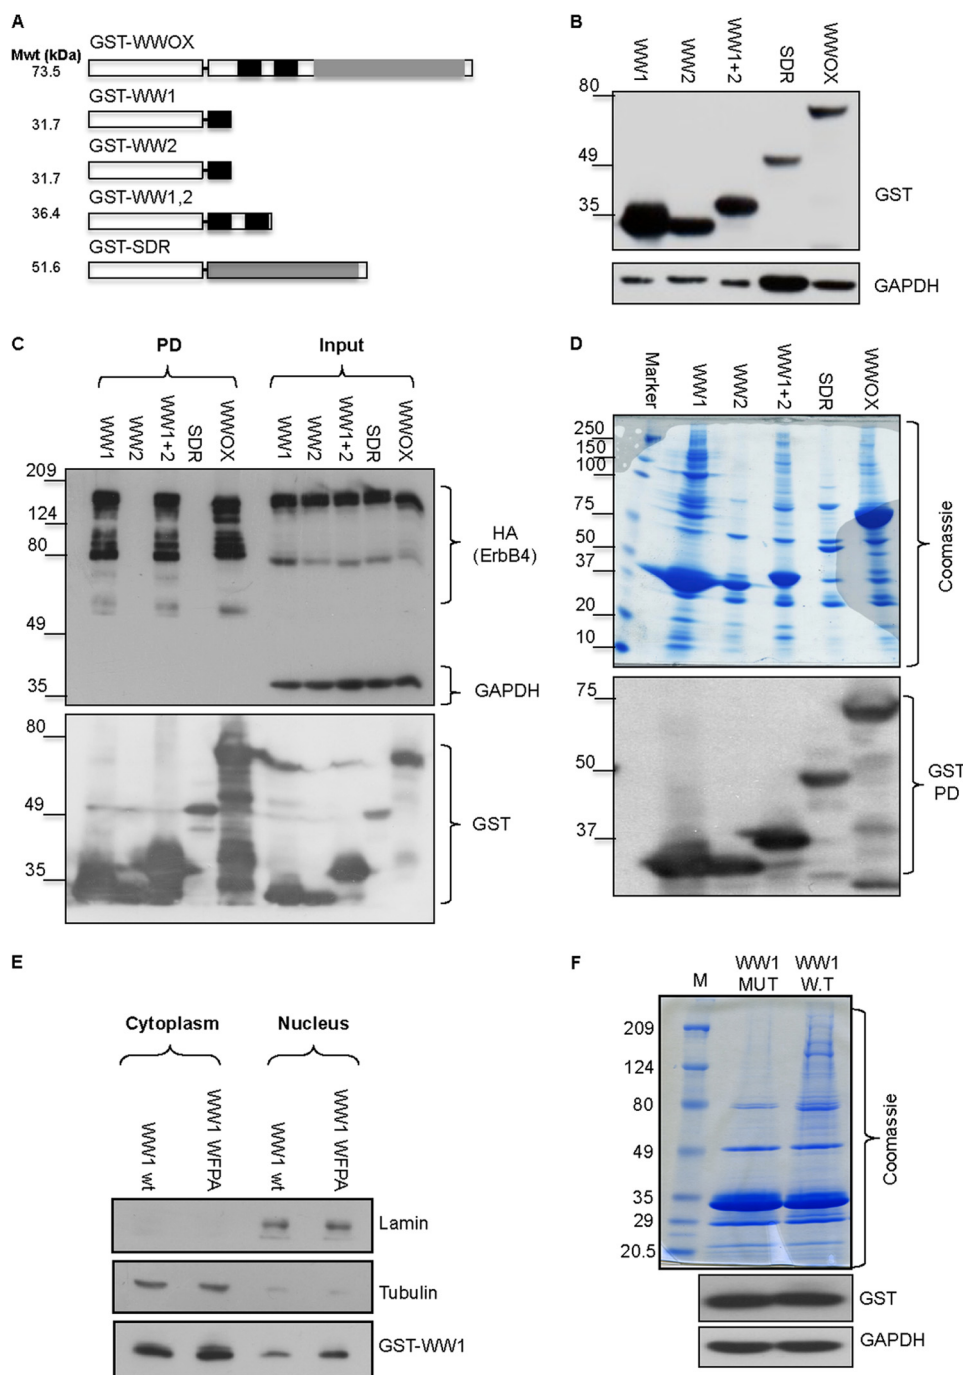 A
Mwt (kDa)
GST-WWOX
73.5
GST-WW1
31.7
GST-WW2
31.7
GST-WW1,2
36.4
GST-SDR
51.6
B
WW1
WW2
WW1+2
SDR
WWOX
80
49
35
GST
GAPDH
C
PD
Input
WW1
WW2
WW1+2
SDR
WWOX
WW1
WW2
WW1+2
SDR
WWOX
209
124
80
49
35
HA
(ErbB4)
GAPDH
80
49
35
GST
D
Marker
WW1
WW2
WW1+2
SDR
WWOX
250
150
100
75
50
37
20
10
Coomassie
75
50
37
GST
PD
E
Cytoplasm
Nucleus
WW1 wt
WW1 WFPA
WW1 wt
WW1 WFPA
Lamin
Tubulin
GST-WW1
F
M
WW1
MUT
WW1
W.T
209
124
80
49
35
29
20.5
Coomassie
GST
GAPDH